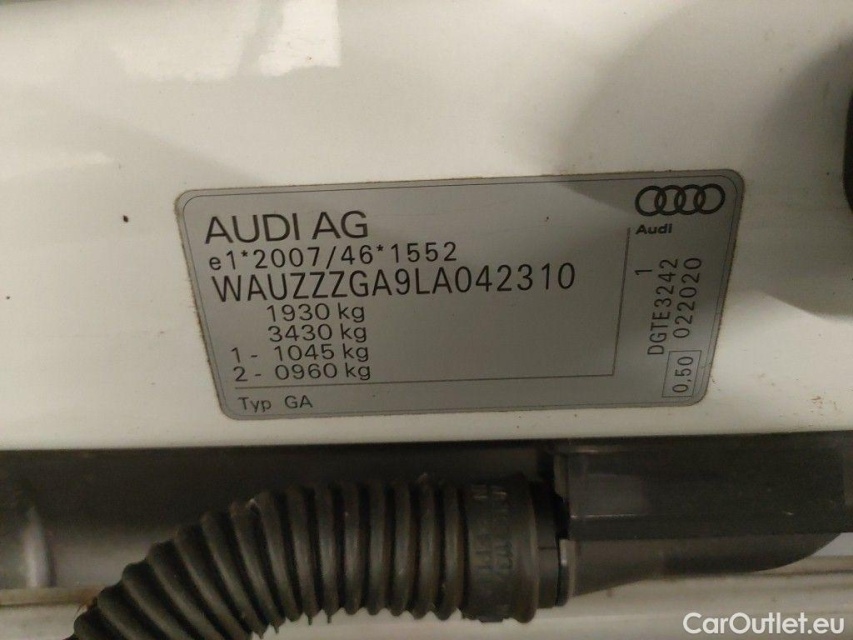 AUDI AG
e1*2007/46*1552
WAUZZZGA9LA042310
1930 kg
3430 kg
1 - 1045 kg
2 - 0960 kg
Typ GA
Audi
1
DGTE3242
022020
0.50
CarOutlet.eu